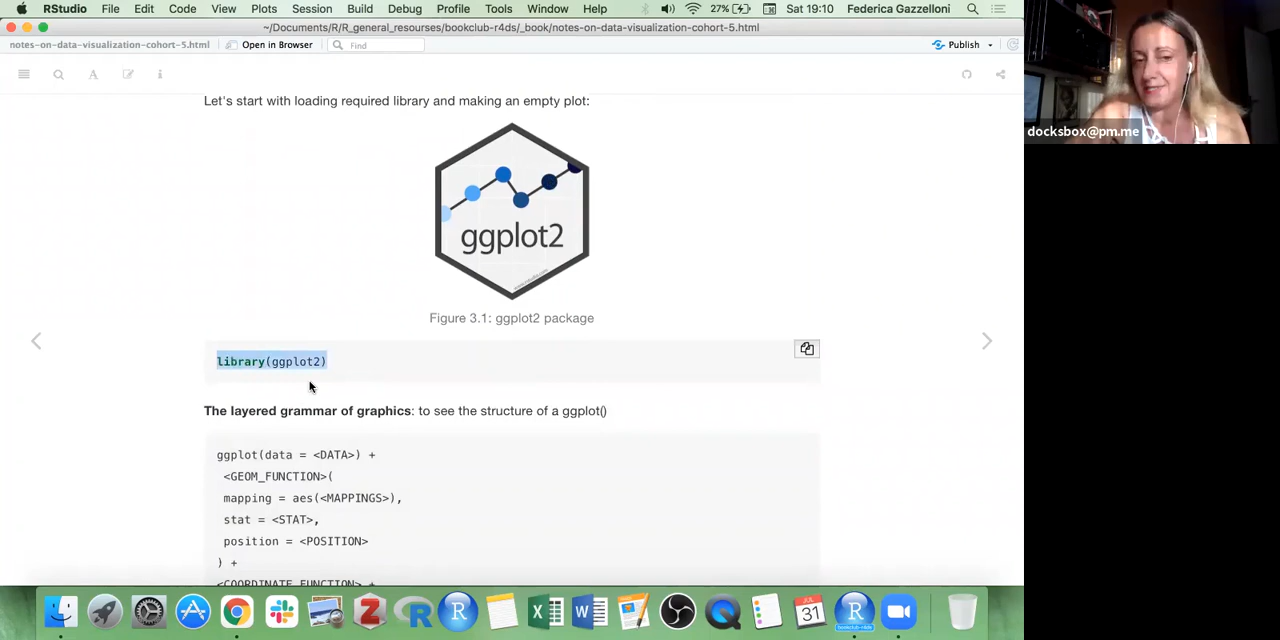 RStudio File Edit Code View Plots Session Build Debug Profile Tools Window Help 27% Sat 19:10 Federica Gazzelloni
~/Documents/R/R_general_resourses/bookclub-r4ds/_book/notes-on-data-visualization-cohort-5.html
notes-on-data-visualization-cohort-5.html Open in Browser Find Publish
Let's start with loading required library and making an empty plot:
ggplot2
Figure 3.1: ggplot2 package
library(ggplot2)
The layered grammar of graphics: to see the structure of a ggplot()
ggplot(data = <DATA>) +
<GEOM_FUNCTION>(
mapping = aes(<MAPPINGS>),
stat = <STAT>,
position = <POSITION>
) +
<COORDINATE_FUNCTION> +
docksbox@pm.me
JUL
31